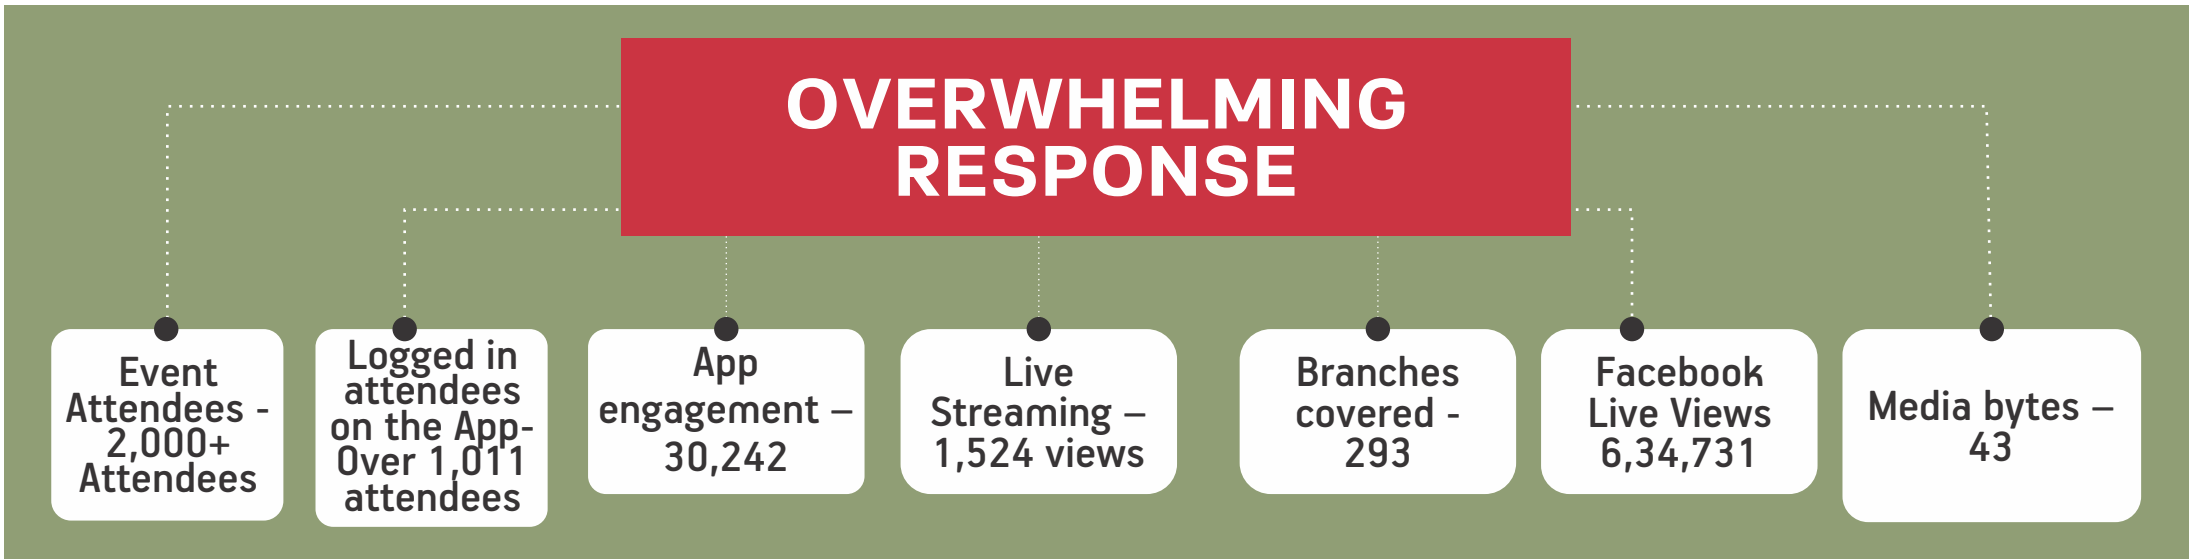 OVERWHELMING
RESPONSE
Event
Attendees -
2,000+
Attendees
Logged in
attendees
on the App-
Over 1,011
attendees
App
engagement –
30,242
Live
Streaming –
1,524 views
Branches
covered -
293
Facebook
Live Views
6,34,731
Media bytes –
43